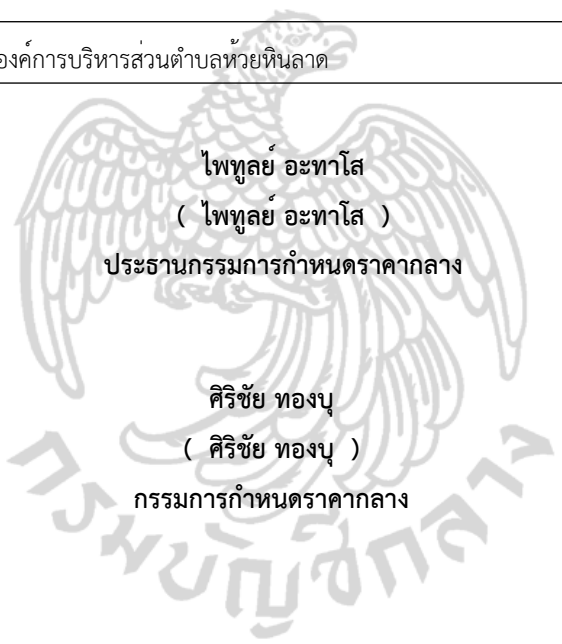 องค์การบริหารส่วนตำบลห้วยหินลาด
ไพทูลย์ อะทาโส
( ไพทูลย์ อะทาโส )
ประธานกรรมการกำหนดราคากลาง
ศิริชัย ทองบุ
( ศิริชัย ทองบุ )
กรรมการกำหนดราคากลาง
กรมบัญชีกลาง